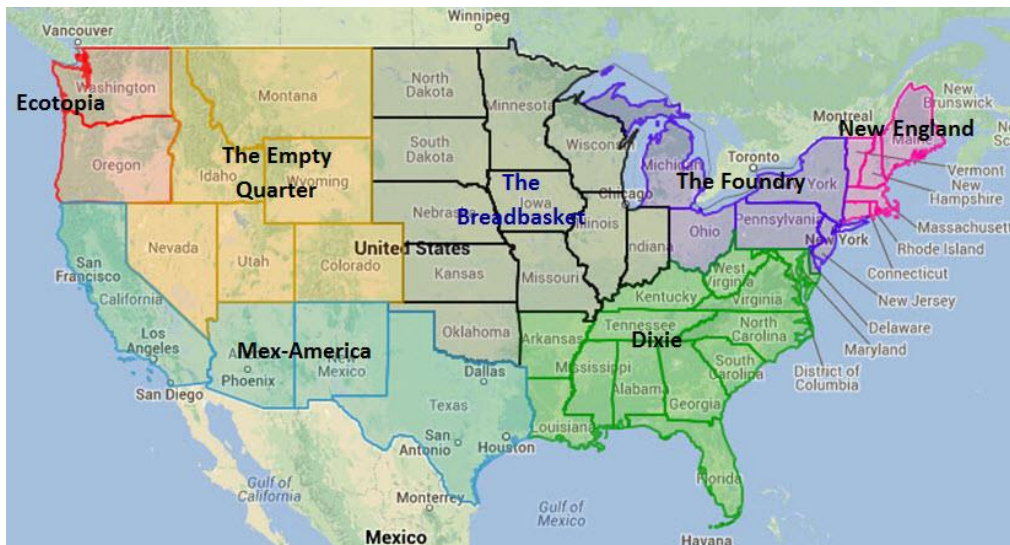 Winnipeg
Vancouver
Washington
Ecotopia
Oregon
Montana
North
Dakota
Minnesota
South
Dakota
Wisconsin
Michigan
Montreal
Toronto
New
Brunswick
New England
Maine
Vermont
New
Hampshire
Massachusetts
Rhode Island
Connecticut
New Jersey
Delaware
Maryland
District of
Columbia
The Empty
Quarter
Idaho
Wyoming
The
Breadbasket
Iowa
Chicago
The Foundry
York
Pennsylvania
New York
Ohio
Nebras
Illinois
Indiana
United States
Nevada
Utah
Colorado
Kansas
Missouri
San
Francisco
California
West
Virginia
Virginia
Kentucky
Los
Angeles
Mex-America
Phoenix
New
Mexico
Oklahoma
Arkansas
Tennessee
Dixie
North
Carolina
South
Carolina
Mississippi
Alabama
Georgia
San Diego
Dallas
Texas
San
Antonio
Houston
Louisiana
Florida
Gulf of
California
Monterrey
Gulf of
Mexico
Mexico
Havana